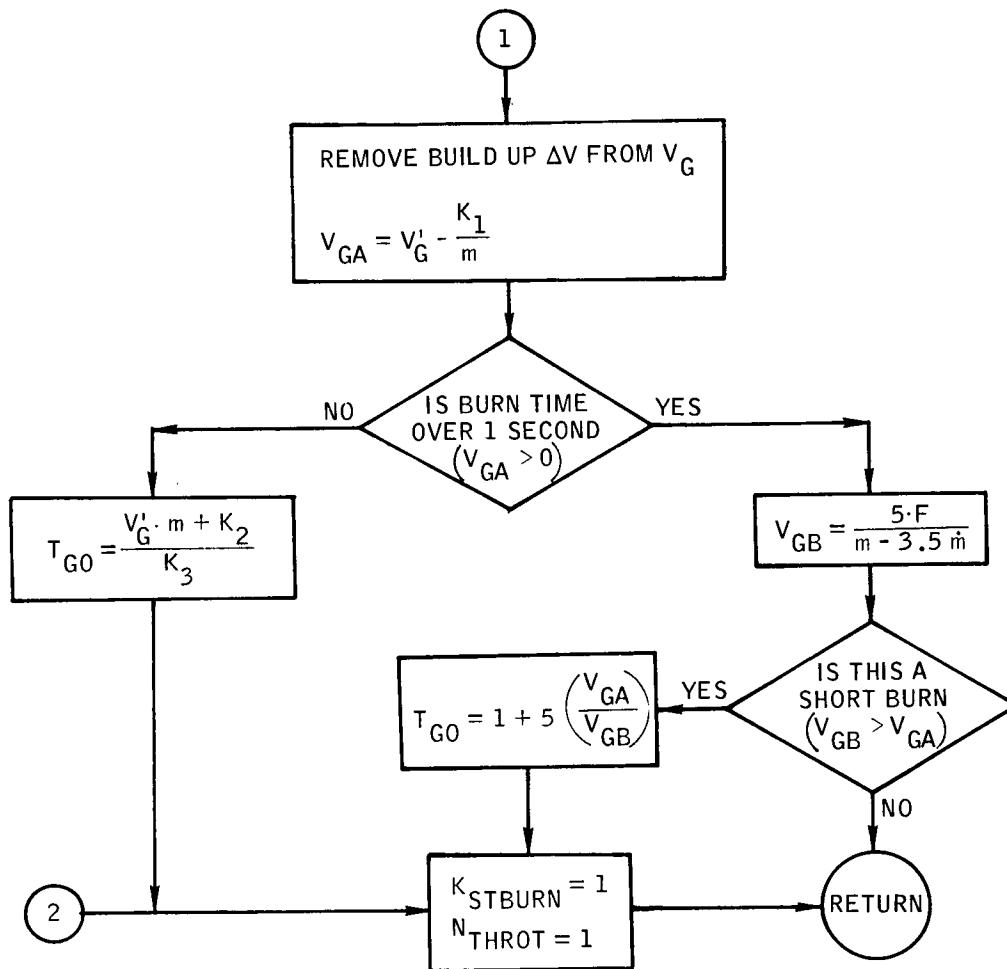 1
REMOVE BUILD UP ΔV FROM V_G
V_GA = V'_G - K_1/m
IS BURN TIME
OVER 1 SECOND
(V_GA > 0)
NO
YES
T_GO = (V'_G · m + K_2)/K_3
V_GB = 5·F/(m - 3.5 ṁ)
IS THIS A
SHORT BURN
(V_GB > V_GA)
YES
NO
T_GO = 1 + 5 (V_GA/V_GB)
2
K_STBURN = 1
N_THROT = 1
RETURN